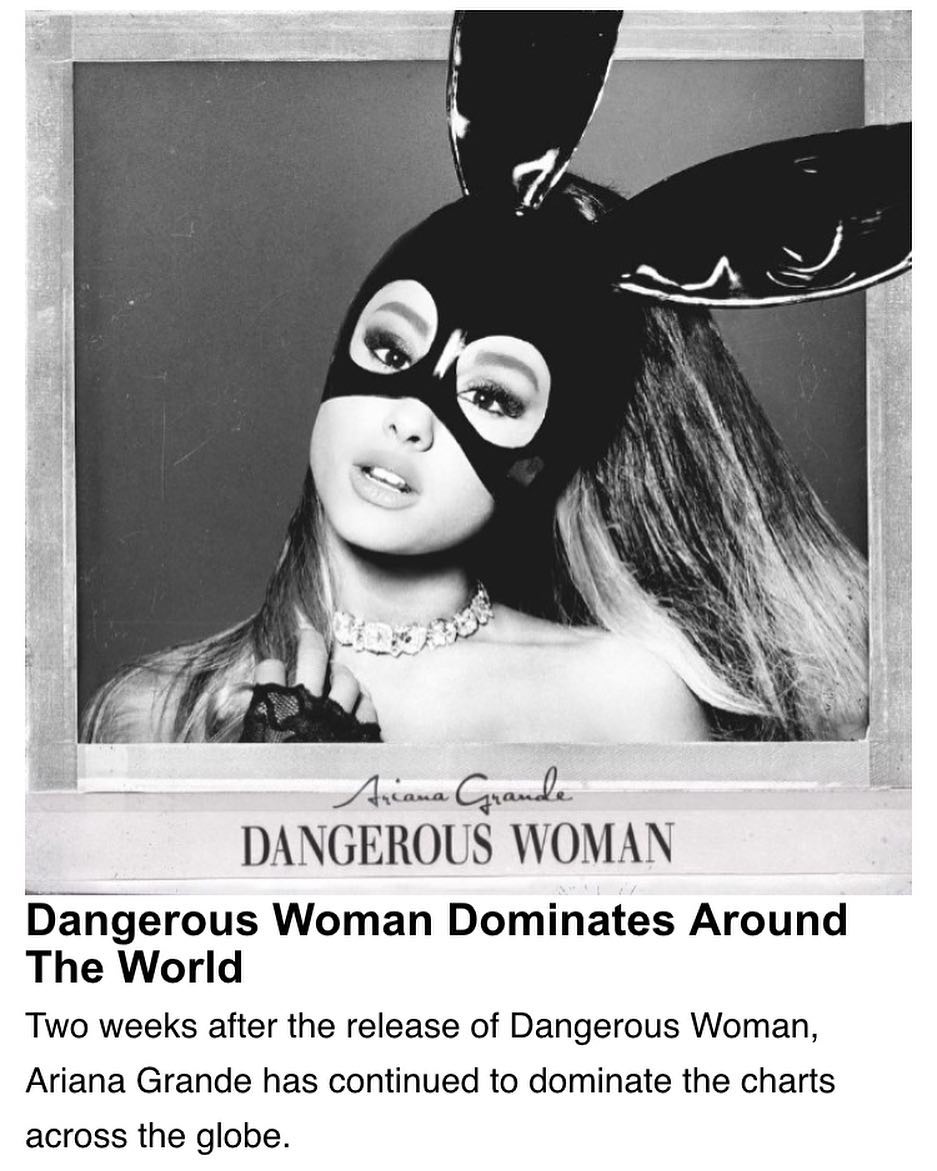 Ariana Grande
DANGEROUS WOMAN
Dangerous Woman Dominates Around
The World
Two weeks after the release of Dangerous Woman,
Ariana Grande has continued to dominate the charts
across the globe.